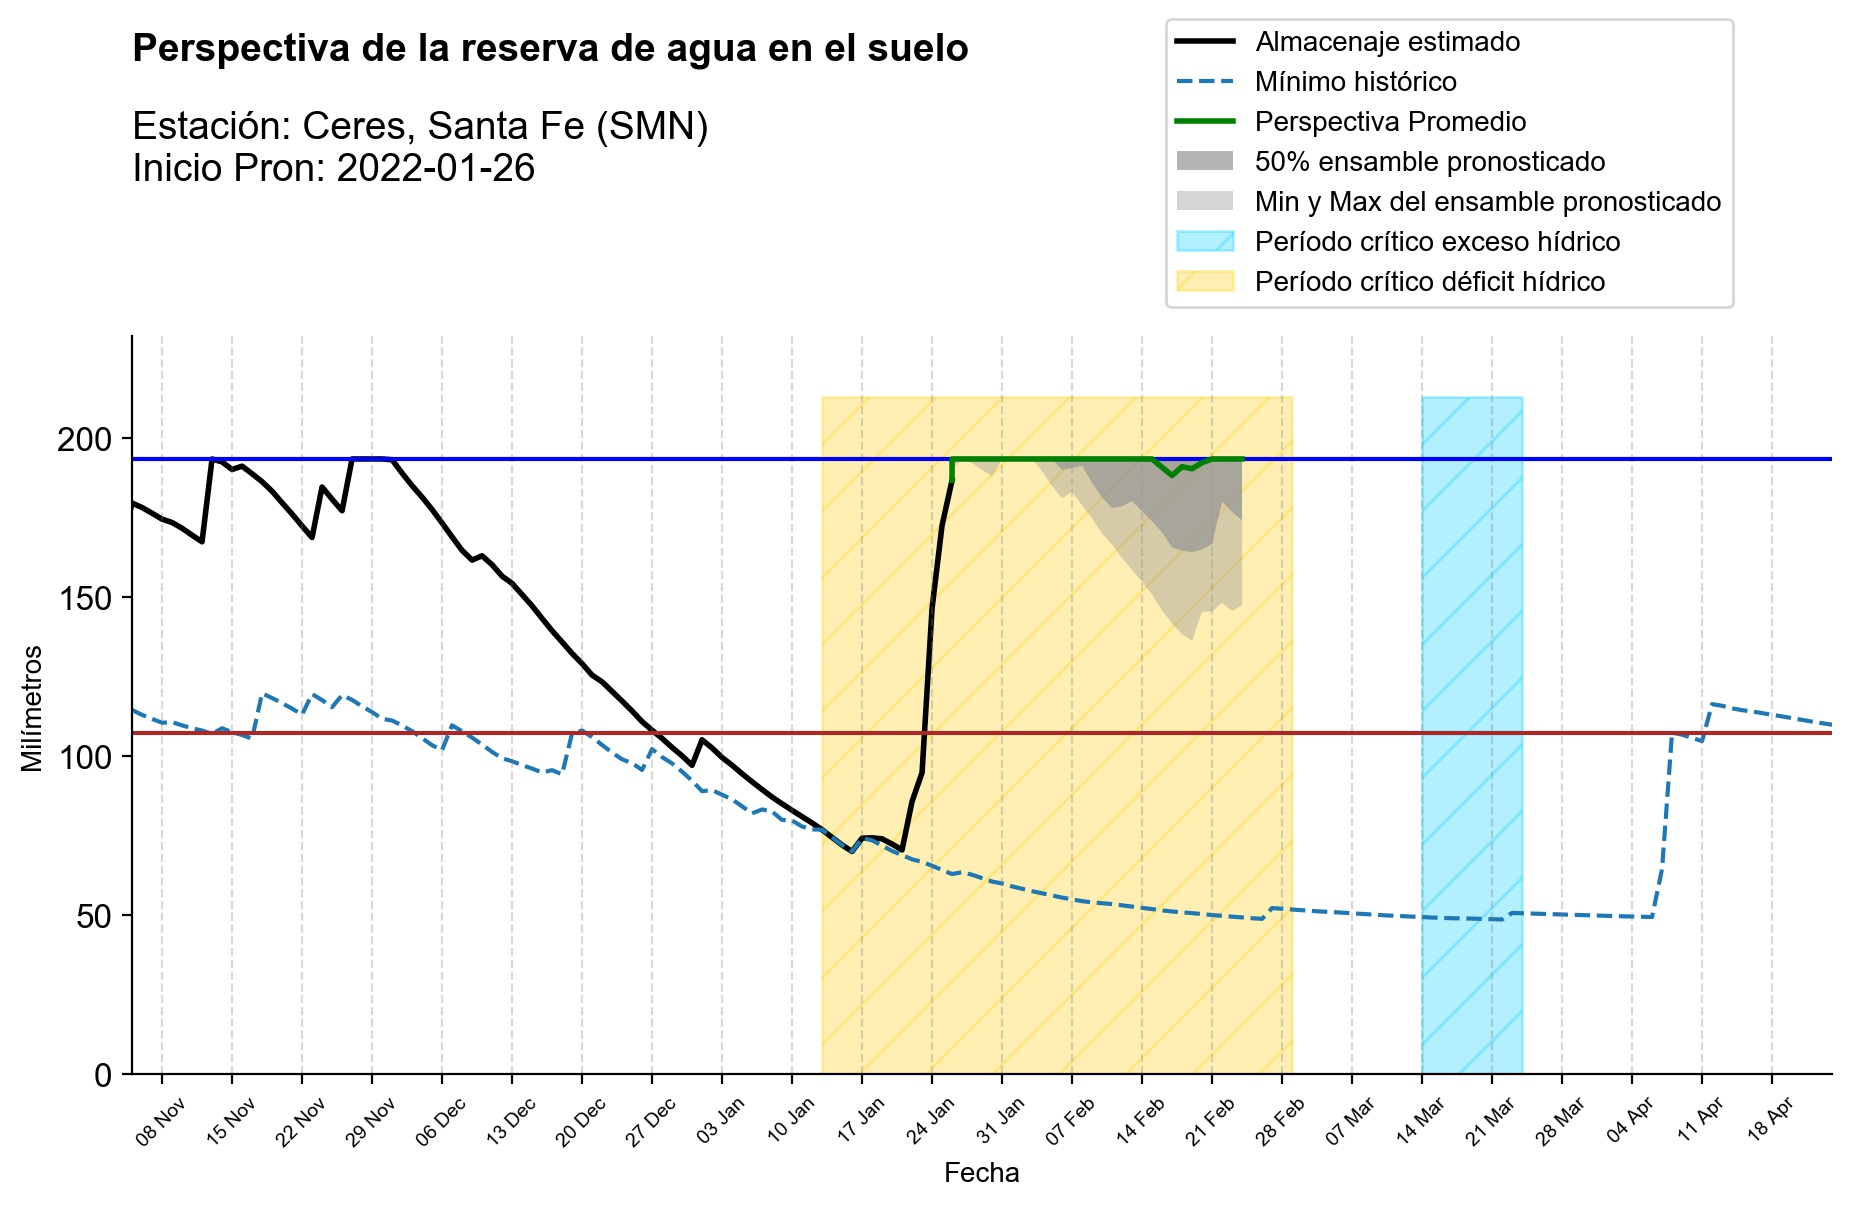 Perspectiva de la reserva de agua en el suelo
Estación: Ceres, Santa Fe (SMN)
Inicio Pron: 2022-01-26
Almacenaje estimado
Mínimo histórico
Perspectiva Promedio
50% ensamble pronosticado
Min y Max del ensamble pronosticado
Período crítico exceso hídrico
Período crítico déficit hídrico
Milímetros
200
150
100
50
0
08 Nov
15 Nov
22 Nov
29 Nov
06 Dec
13 Dec
20 Dec
27 Dec
03 Jan
10 Jan
17 Jan
24 Jan
31 Jan
07 Feb
14 Feb
21 Feb
28 Feb
07 Mar
14 Mar
21 Mar
28 Mar
04 Apr
11 Apr
18 Apr
Fecha